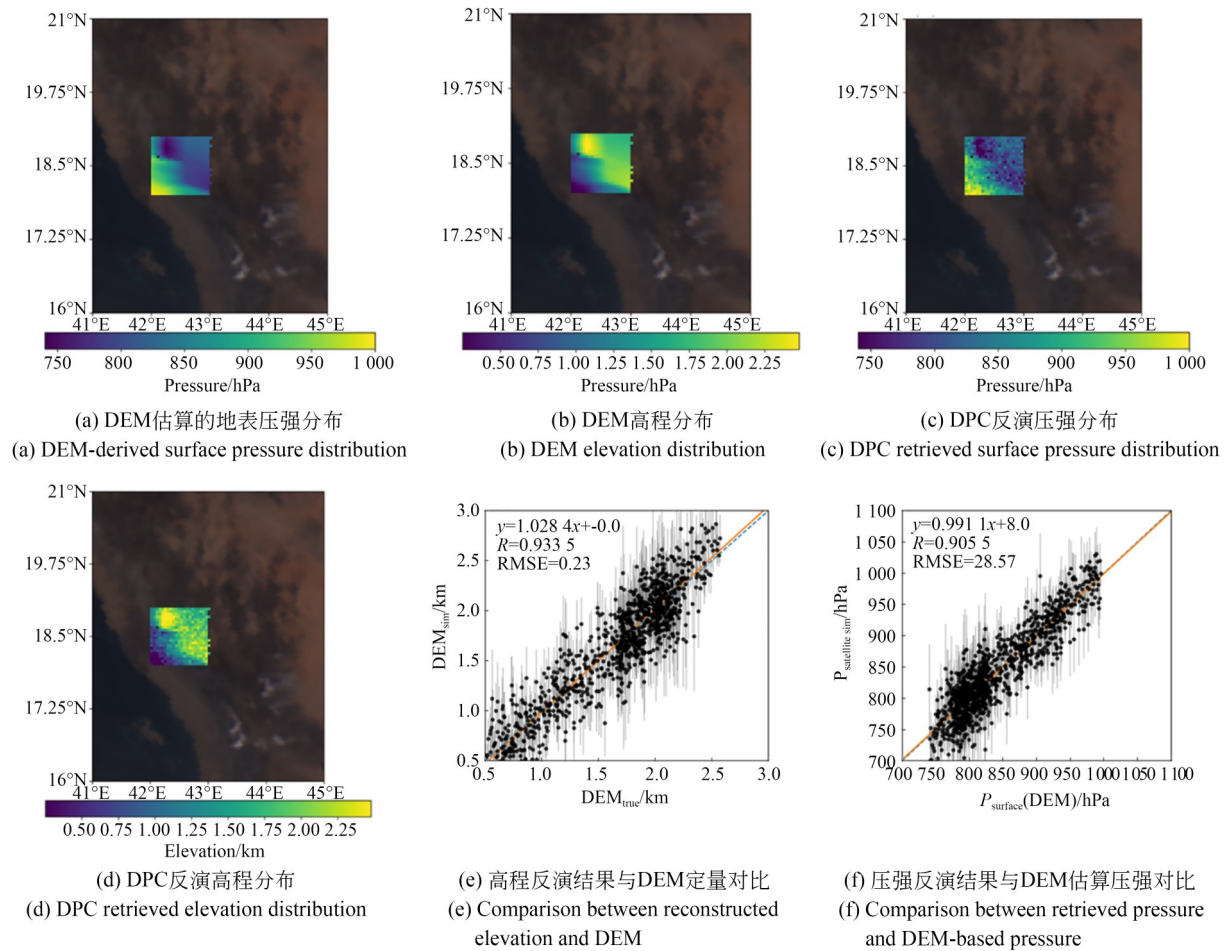 21°N
19.75°N
18.5°N
17.25°N
16°N
41°E 42°E 43°E 44°E 45°E
750 800 850 900 950 1 000
Pressure/hPa
(a) DEM估算的地表压强分布
(a) DEM-derived surface pressure distribution
21°N
19.75°N
18.5°N
17.25°N
16°N
41°E 42°E 43°E 44°E 45°E
0.50 0.75 1.00 1.25 1.50 1.75 2.00 2.25
Pressure/hPa
(b) DEM高程分布
(b) DEM elevation distribution
21°N
19.75°N
18.5°N
17.25°N
16°N
41°E 42°E 43°E 44°E 45°E
750 800 850 900 950 1 000
Pressure/hPa
(c) DPC反演压强分布
(c) DPC retrieved surface pressure distribution
21°N
19.75°N
18.5°N
17.25°N
16°N
41°E 42°E 43°E 44°E 45°E
0.50 0.75 1.00 1.25 1.50 1.75 2.00 2.25
Elevation/km
(d) DPC反演高程分布
(d) DPC retrieved elevation distribution
y=1.028 4x+-0.0
R=0.933 5
RMSE=0.23
3.0
2.5
2.0
1.5
1.0
0.5
DEMsim/km
0.5 1.0 1.5 2.0 2.5 3.0
DEMtrue/km
(e) 高程反演结果与DEM定量对比
(e) Comparison between reconstructed
elevation and DEM
y=0.991 1x+8.0
R=0.905 5
RMSE=28.57
1 100
1 050
1 000
950
900
850
800
750
700
Psatellite sim/hPa
700 750 800 850 900 950 1 000 1 050 1 100
Psurface(DEM)/hPa
(f) 压强反演结果与DEM估算压强对比
(f) Comparison between retrieved pressure
and DEM-based pressure